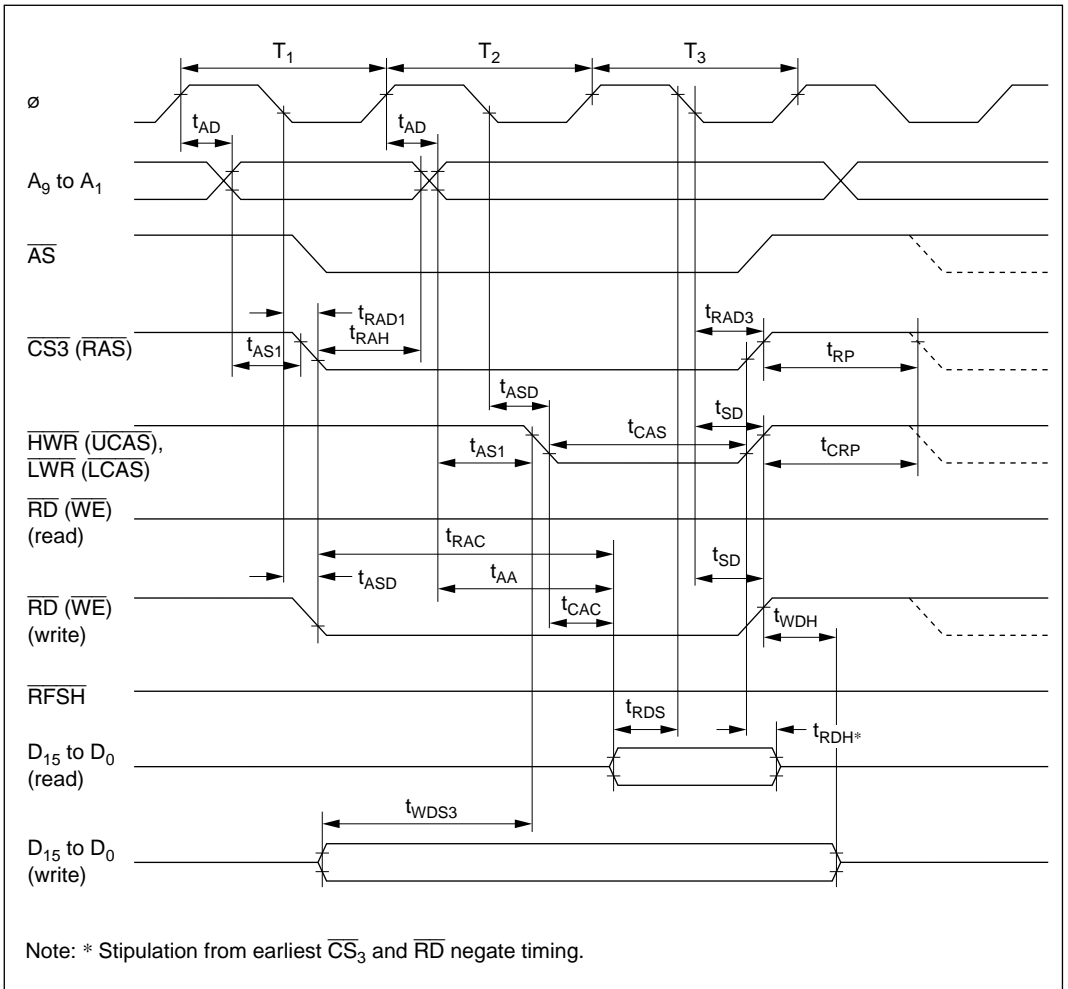 T1 T2 T3
ø
tAD tAD
A9 to A1
AS
tRAD1 tRAD3
CS3 (RAS) tAS1 tRAH tRP
tASD tSD
HWR (UCAS), tCAS
LWR (LCAS) tAS1 tCRP
RD (WE)
(read)
tRAC tSD
tASD tAA
RD (WE) tCAC
(write) tWDH
RFSH
tRDS
D15 to D0 tRDH*
(read)
tWDS3
D15 to D0
(write)
Note: * Stipulation from earliest CS3 and RD negate timing.